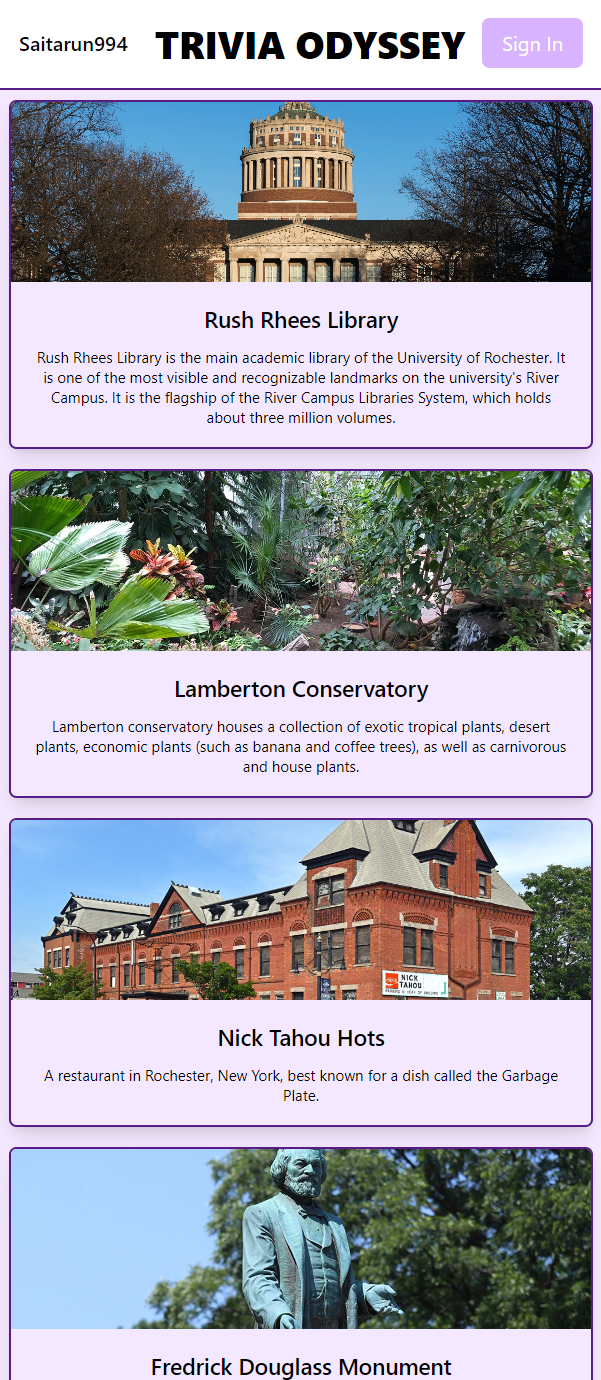 Saitarun994 TRIVIA ODYSSEY Sign In
Rush Rhees Library
Rush Rhees Library is the main academic library of the University of Rochester. It
is one of the most visible and recognizable landmarks on the university's River
Campus. It is the flagship of the River Campus Libraries System, which holds
about three million volumes.
Lamberton Conservatory
Lamberton conservatory houses a collection of exotic tropical plants, desert
plants, economic plants (such as banana and coffee trees), as well as carnivorous
and house plants.
NICK
TAHOU
Nick Tahou Hots
A restaurant in Rochester, New York, best known for a dish called the Garbage
Plate.
Fredrick Douglass Monument